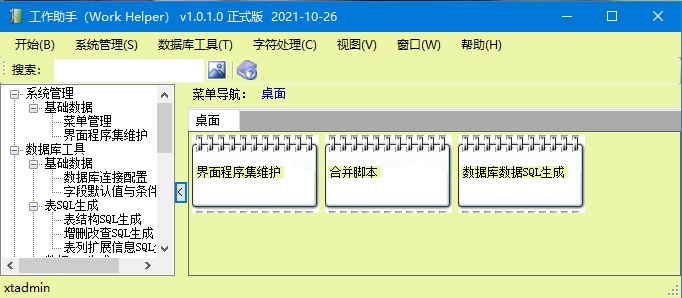 工作助手（Work Helper） v1.0.1.0 正式版 2021-10-26
开始(B) 系统管理(S) 数据库工具(T) 字符处理(C) 视图(V) 窗口(W) 帮助(H)
搜索：
系统管理
基础数据
菜单管理
界面程序集维护
数据库工具
基础数据
数据库连接配置
字段默认值与条件
表SQL生成
表结构SQL生成
增删改查SQL生成
表列扩展信息SQL
菜单导航： 桌面
桌面
界面程序集维护 合并脚本 数据库数据SQL生成
xtadmin